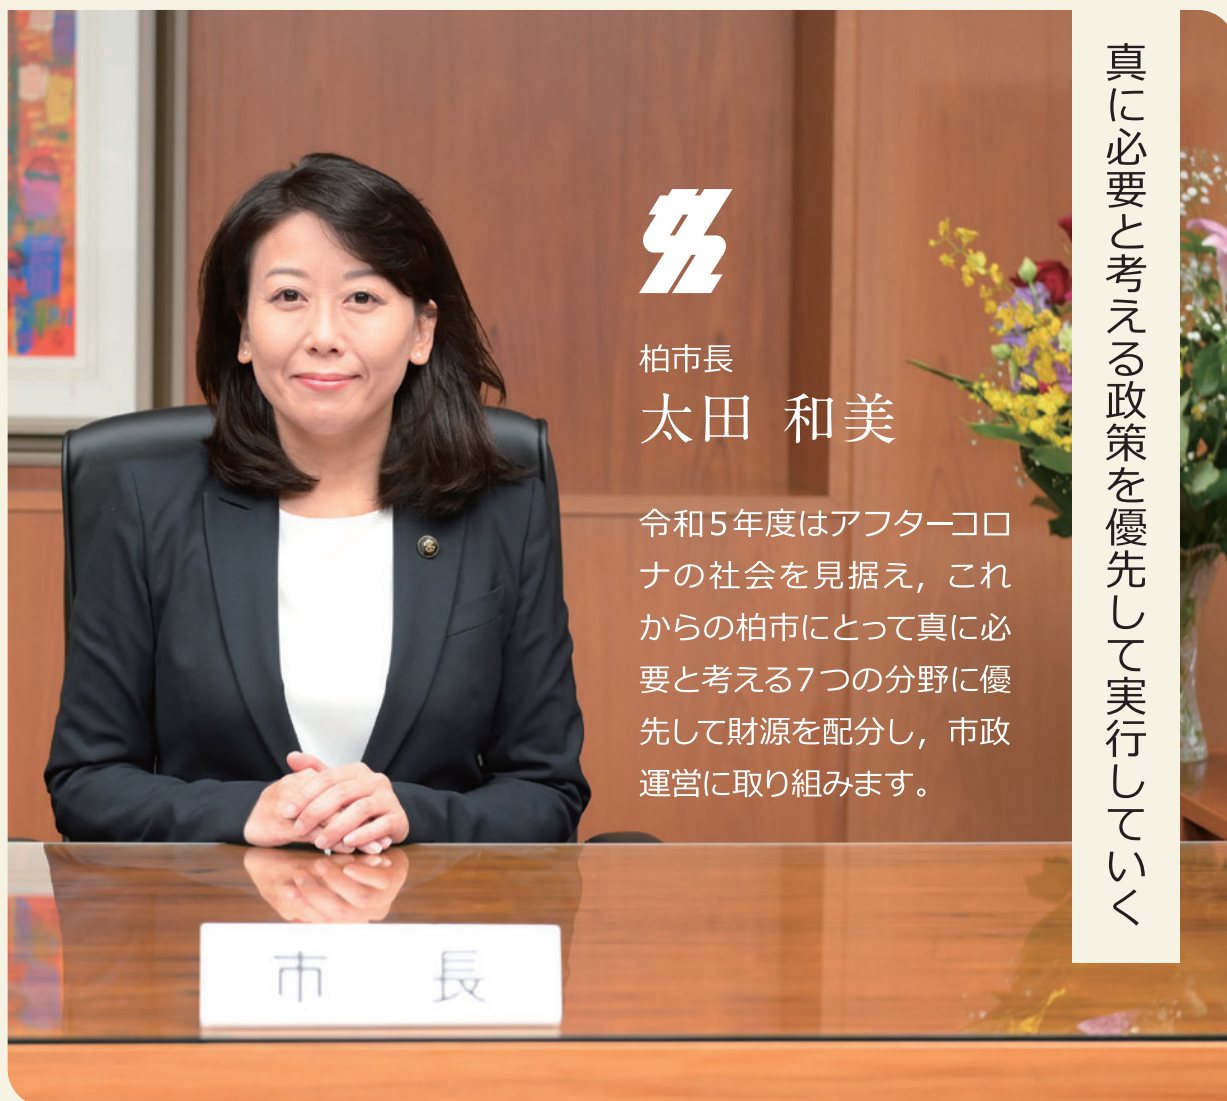 真に必要と考える政策を優先して実行していく
柏市長
太田 和美
令和5年度はアフターコロ
ナの社会を見据え，これ
からの柏市にとって真に必
要と考える7つの分野に優
先して財源を配分し，市政
運営に取り組みます。
市 長